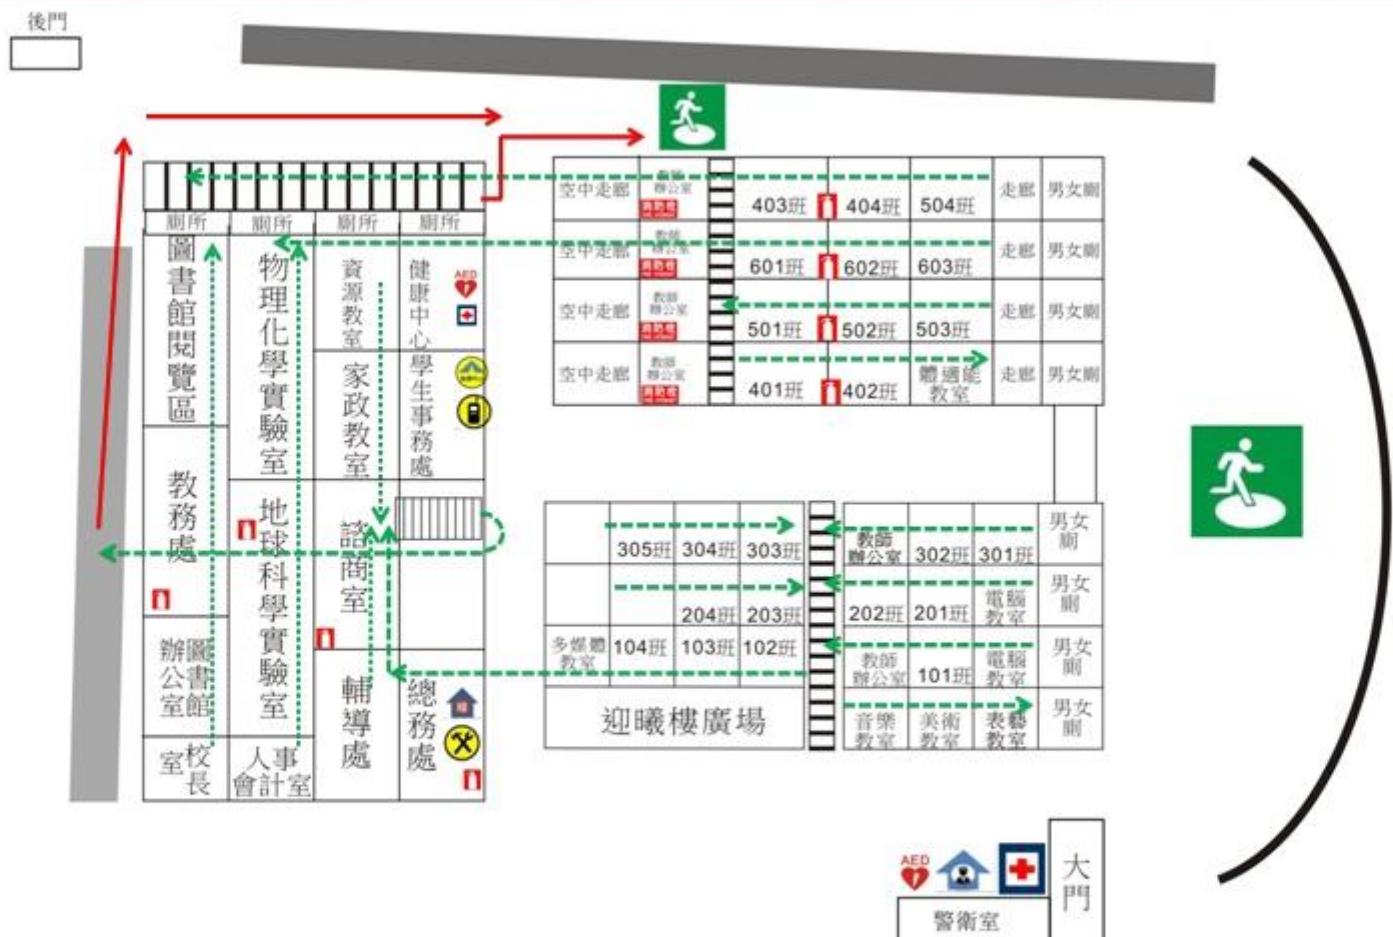 後門
空中走廊 教師辦公室 消防栓 403班 404班 504班 走廊 男女廁
廁所 廁所 廁所 廁所
空中走廊 教師辦公室 消防栓 601班 602班 603班 走廊 男女廁
空中走廊 教師辦公室 消防栓 501班 502班 503班 走廊 男女廁
空中走廊 教師辦公室 消防栓 401班 402班 體適能教室 走廊 男女廁
圖書館閱覽區
物理化學實驗室
資源教室
健康中心
AED
家政教室
學生事務處
教務處
地球科學實驗室
諮商室
圖書館辦公室
輔導處
總務處
校長室
人事會計室
305班 304班 303班 教師辦公室 302班 301班 男女廁
204班 203班 202班 201班 電腦教室 男女廁
多媒體教室 104班 103班 102班 教師辦公室 101班 電腦教室 男女廁
迎曦樓廣場 音樂教室 美術教室 表藝教室 男女廁
AED
大門
警衛室